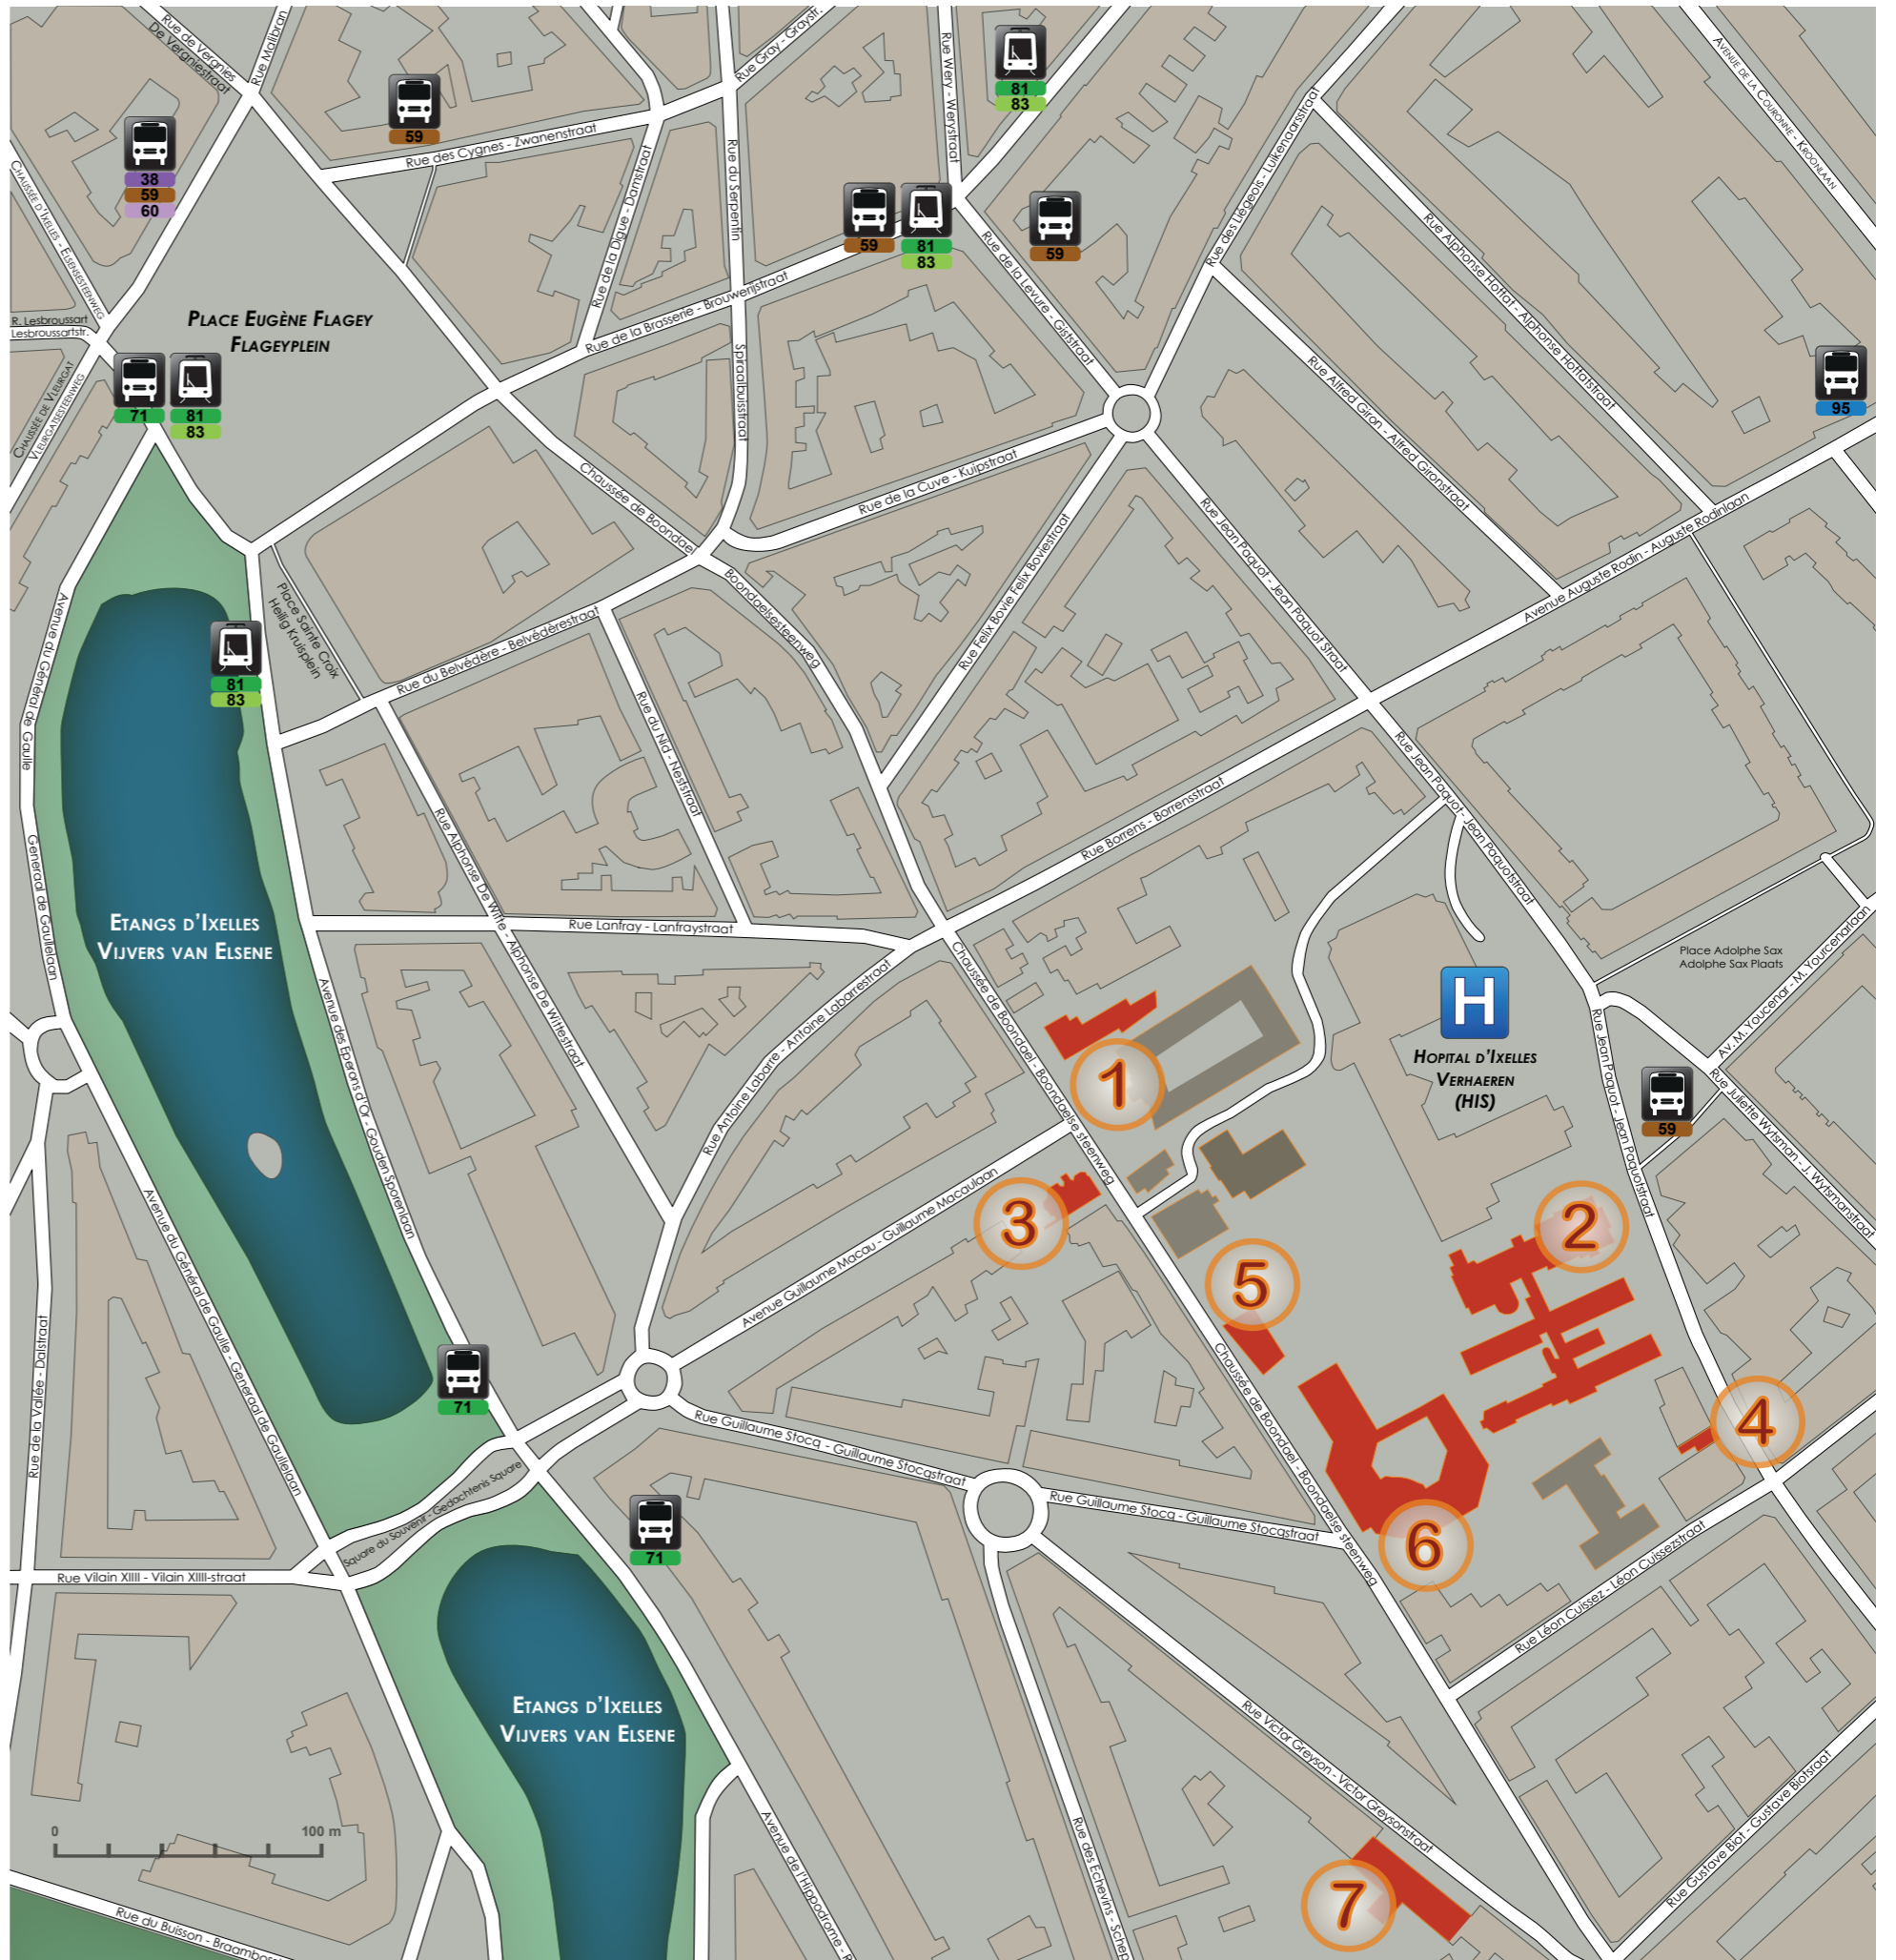 Rue de Vergnies
De Vergniestraat
Rue Malibran
Rue Gray - Graystr.
Rue Wery - Werystraat
81
83
Avenue de la Couronne - Kroonlaan
59
38
59
60
Rue des Cygnes - Zwanenstraat
Chaussée d'Ixelles - Elsensesteenweg
Rue de la Digue - Damstraat
Rue du Serpentin
Spiraalbuisstraat
59
81
83
59
Rue des Liégeois - Luikenaarsstraat
Rue Alphonse Hottat - Alphonse Hottatstraat
Rue de la Levure - Giststraat
R. Lesbroussart
Lesbroussartstr.
Place Eugène Flagey
Flageyplein
Rue de la Brasserie - Brouwerijstraat
Chaussée de Vleurgat
Vleurgatsesteenweg
71
81
83
Rue Alfred Giron - Alfred Gironstraat
95
Chaussée de Boondael
Boondaelsesteenweg
Rue de la Cuve - Kuipstraat
Rue Felix Bovie Felix Boviestraat
Rue Jean Paquot - Jean Paquot Straat
Avenue Auguste Rodin - Auguste Rodinlaan
Place Sainte Croix
Heilig Kruisplein
Avenue du Général de Gaulle
Generaal de Gaullelaan
81
83
Rue du Belvédère - Belvédèrestraat
Rue du Nid - Neststraat
Rue Alphonse De Witte - Alphonse De Wittestraat
Rue Borrens - Borrensstraat
Rue Jean Paquot - Jean Paquotstraat
Etangs d'Ixelles
Vijvers van Elsene
Rue Lanfray - Lanfraystraat
Avenue des Eperons d'Or - Gouden Sporenlaan
Rue Antoine Labarre - Antoine Labarrestraat
Chaussée de Boondael - Boondaelse steenweg
Place Adolphe Sax
Adolphe Sax Plaats
Av. M. Youcenar - M. Yourcenarlaan
H
Hopital d'Ixelles
Verhaeren
(HIS)
1
Rue Jean Paquot - Jean Paquotstraat
59
Rue Juliette Wytsman - J. Wytsmanstraat
Avenue Guillaume Macau - Guillaume Macaulaan
3
2
5
Avenue du Général de Gaulle - Generaal de Gaullelaan
Rue de la Vallée - Dalstraat
71
Chaussée de Boondael - Boondaelse steenweg
4
Rue Guillaume Stocq - Guillaume Stocqstraat
Square du Souvenir - Gedachtenis Square
Rue Guillaume Stocq - Guillaume Stocqstraat
71
6
Rue Vilain XIIII - Vilain XIIII-straat
Rue Léon Cuissez - Léon Cuissezstraat
Etangs d'Ixelles
Vijvers van Elsene
Rue Victor Greyson - Victor Greysonstraat
Rue Gustave Biot - Gustave Biotstraat
0
100 m
Avenue de l'Hippodrome -
Rue des Echevins - Schep
7
Rue du Buisson - Braambos